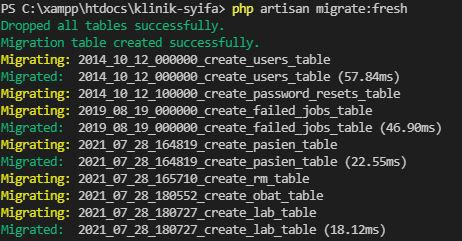 PS C:\xampp\htdocs\klinik-syifa> php artisan migrate:fresh
Dropped all tables successfully.
Migration table created successfully.
Migrating: 2014_10_12_000000_create_users_table
Migrated:  2014_10_12_000000_create_users_table (57.84ms)
Migrating: 2014_10_12_100000_create_password_resets_table
Migrating: 2019_08_19_000000_create_failed_jobs_table
Migrated:  2019_08_19_000000_create_failed_jobs_table (46.90ms)
Migrating: 2021_07_28_164819_create_pasien_table
Migrated:  2021_07_28_164819_create_pasien_table (22.55ms)
Migrating: 2021_07_28_165710_create_rm_table
Migrating: 2021_07_28_180552_create_obat_table
Migrating: 2021_07_28_180727_create_lab_table
Migrated:  2021_07_28_180727_create_lab_table (18.12ms)